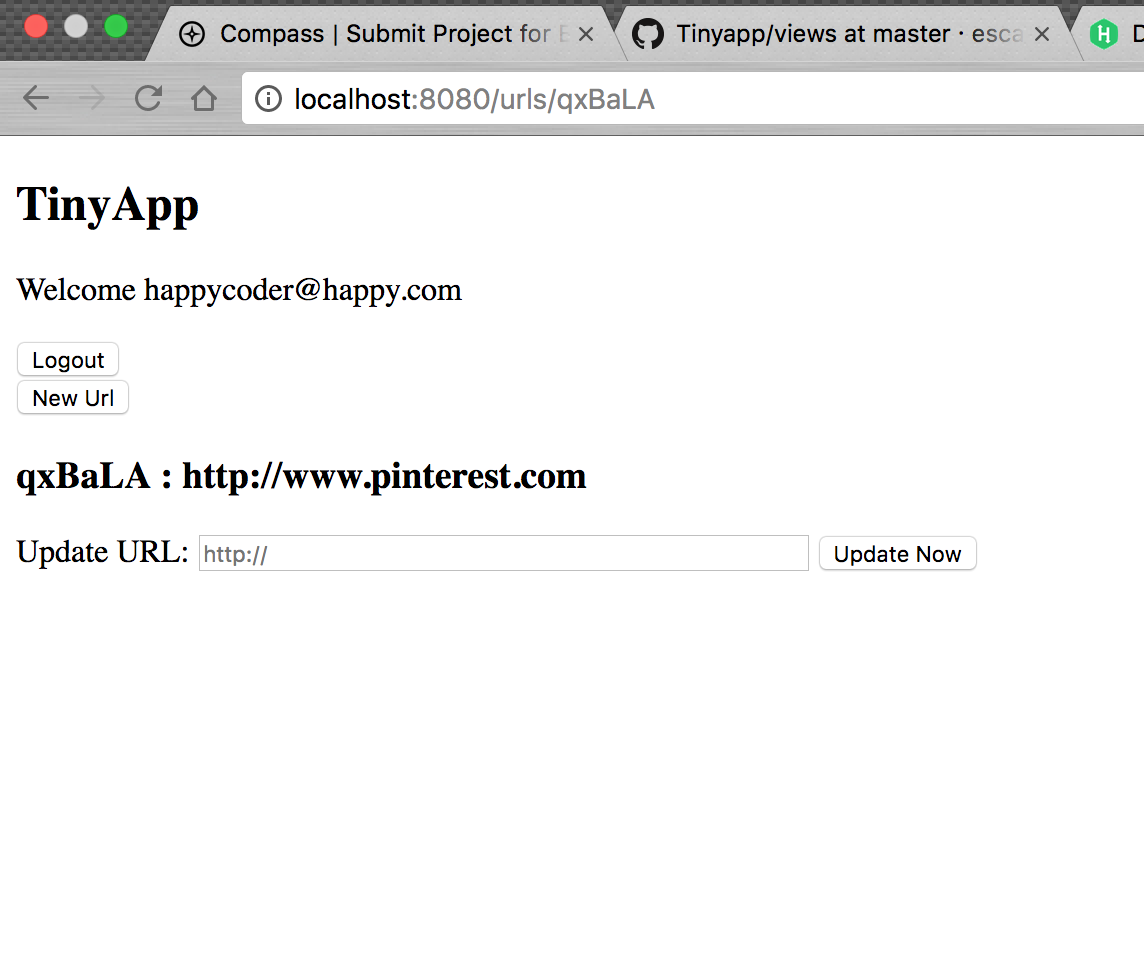 Compass | Submit Project for E
Tinyapp/views at master · esca
D
localhost:8080/urls/qxBaLA
TinyApp
Welcome happycoder@happy.com
Logout
New Url
qxBaLA : http://www.pinterest.com
Update URL: http:// Update Now